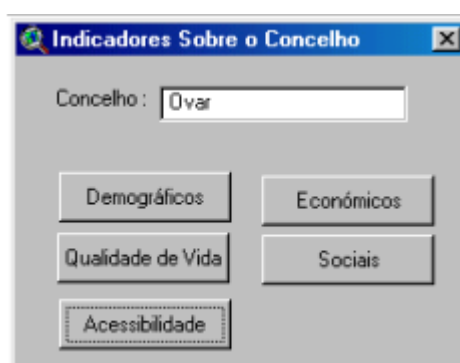 Indicadores Sobre o Concelho
Concelho : Ovar
Demográficos
Económicos
Qualidade de Vida
Sociais
Acessibilidade